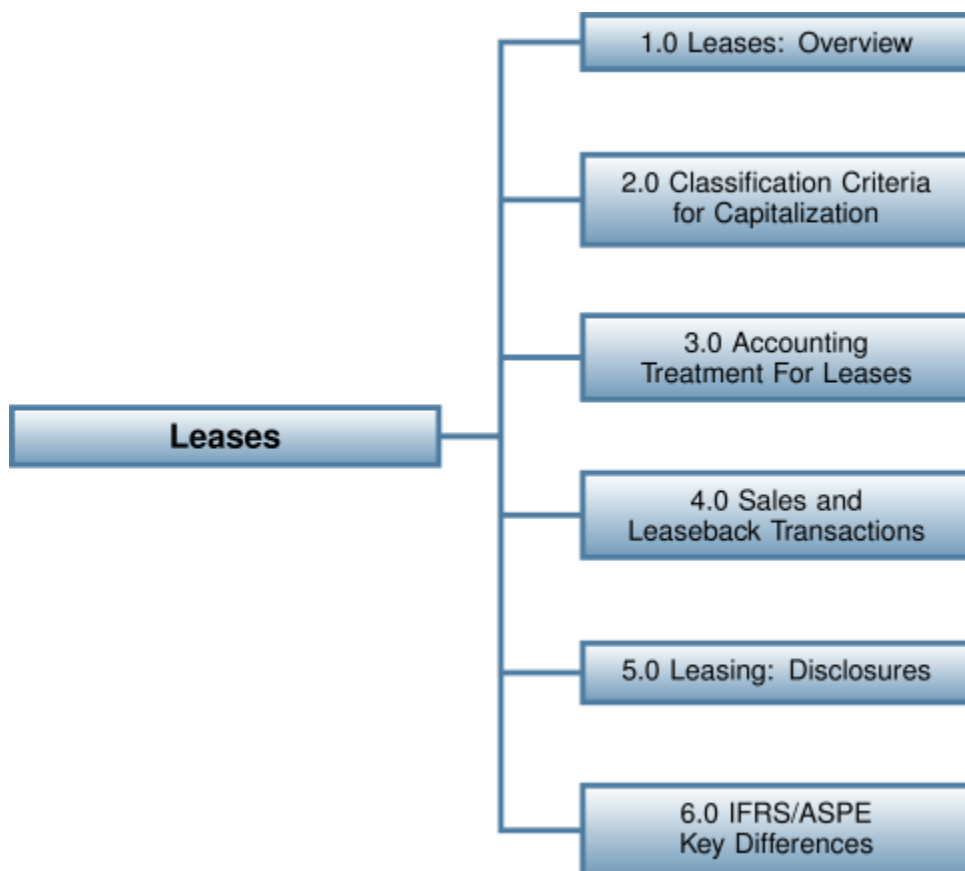 1.0 Leases: Overview
2.0 Classification Criteria
for Capitalization
3.0 Accounting
Treatment For Leases
Leases
4.0 Sales and
Leaseback Transactions
5.0 Leasing: Disclosures
6.0 IFRS/ASPE
Key Differences